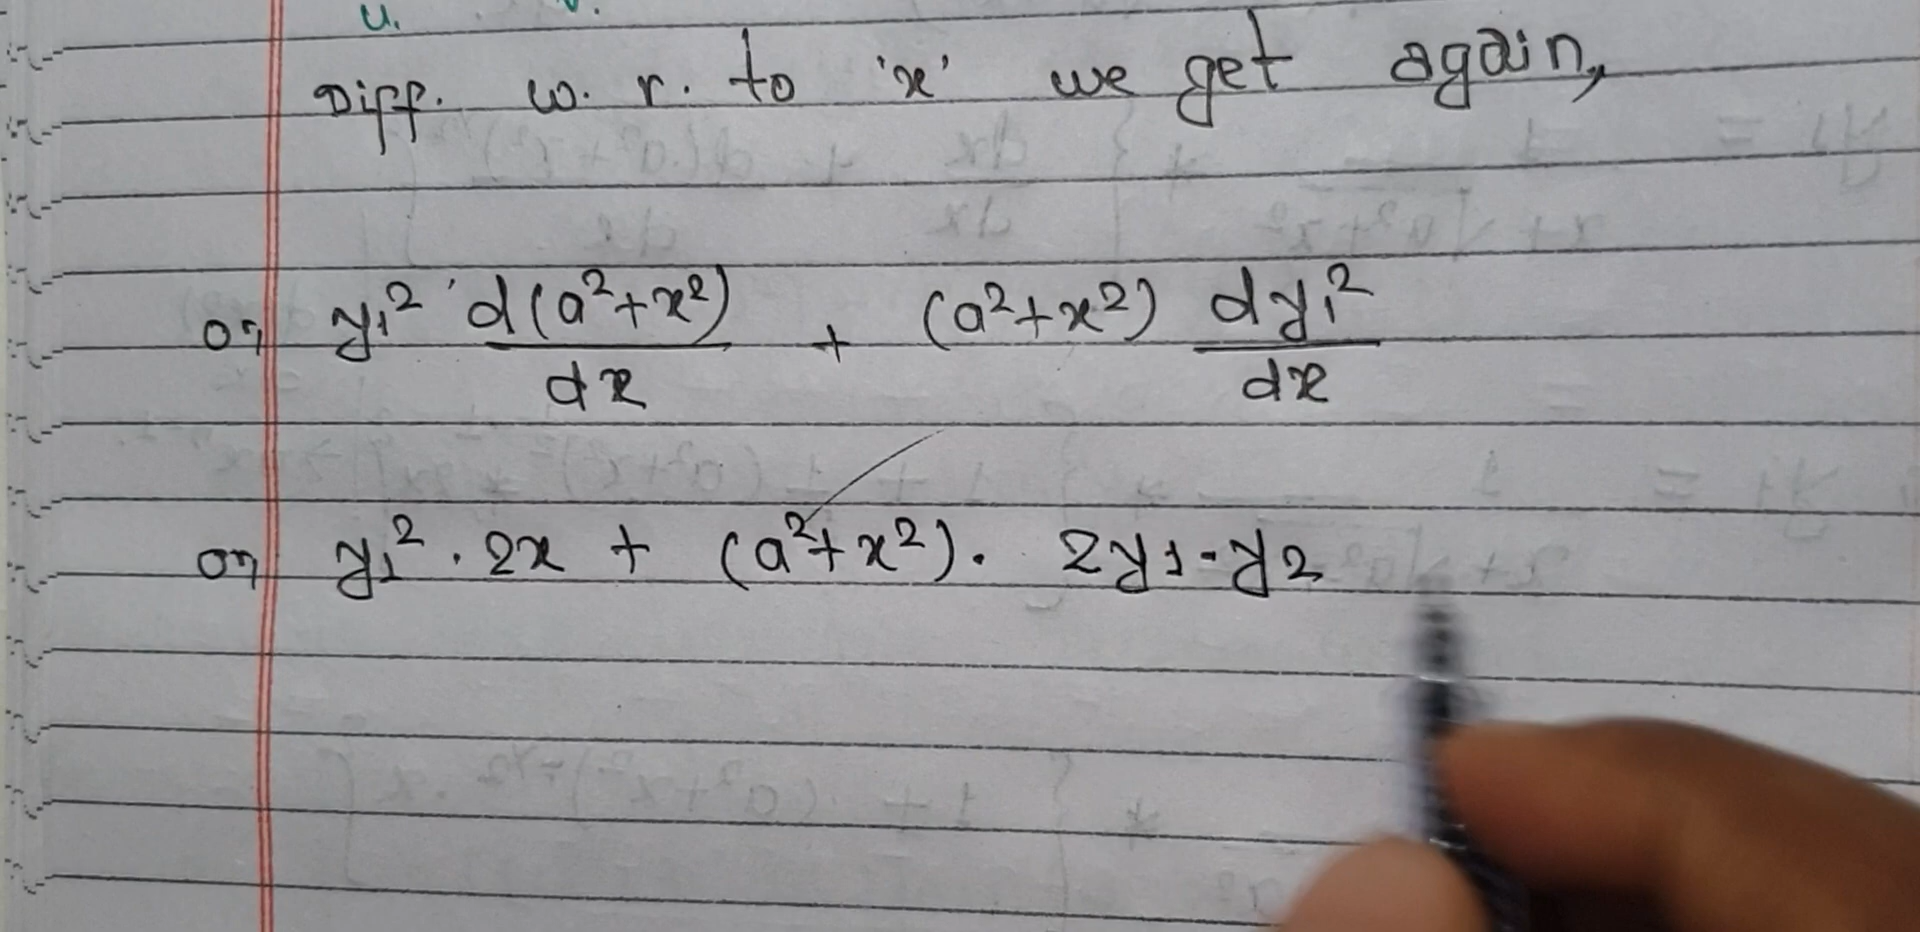 u. v.
Diff. w. r. to 'x' we get again,
or y₁² d(a²+x²)/dx + (a²+x²) dy₁²/dx
or y₁² · 2x + (a²+x²) · 2y₁ · y₂